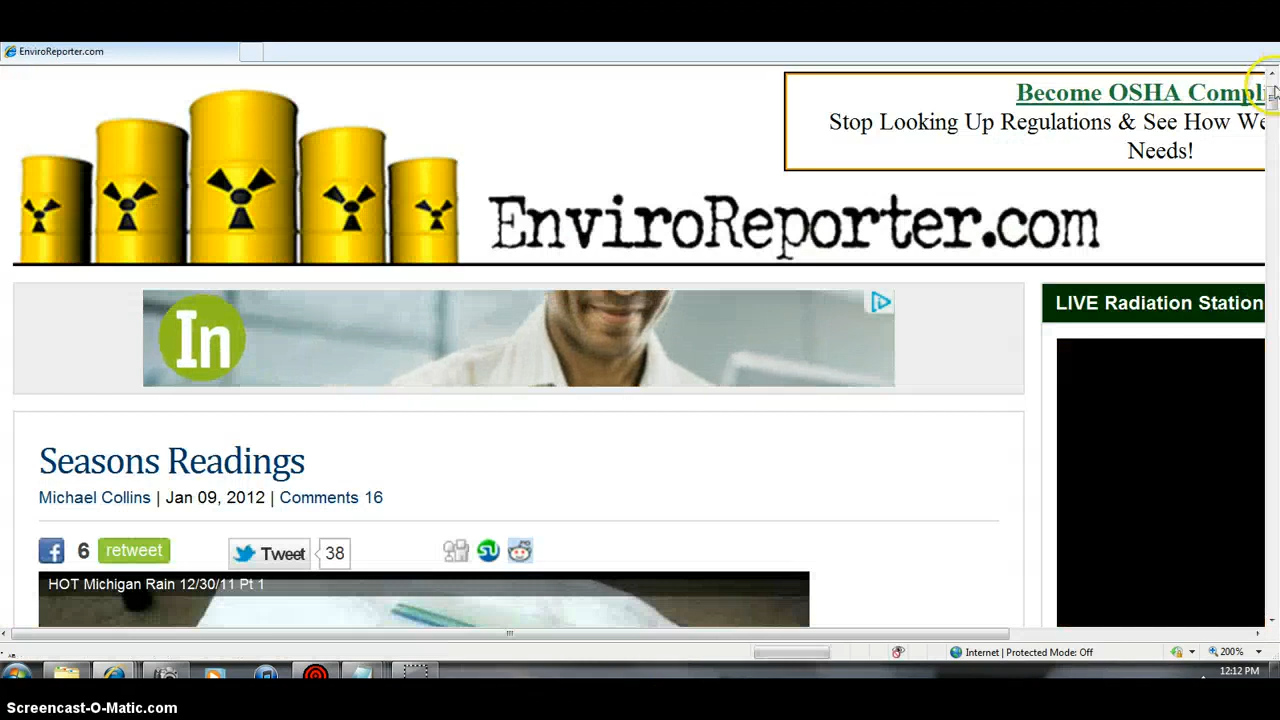 EnviroReporter.com
Become OSHA Compli
Stop Looking Up Regulations & See How We
Needs!
EnviroReporter.com
In
LIVE Radiation Station
Seasons Readings
Michael Collins | Jan 09, 2012 | Comments 16
6 retweet Tweet 38
HOT Michigan Rain 12/30/11 Pt 1
Internet | Protected Mode: Off 200%
12:12 PM
Screencast-O-Matic.com